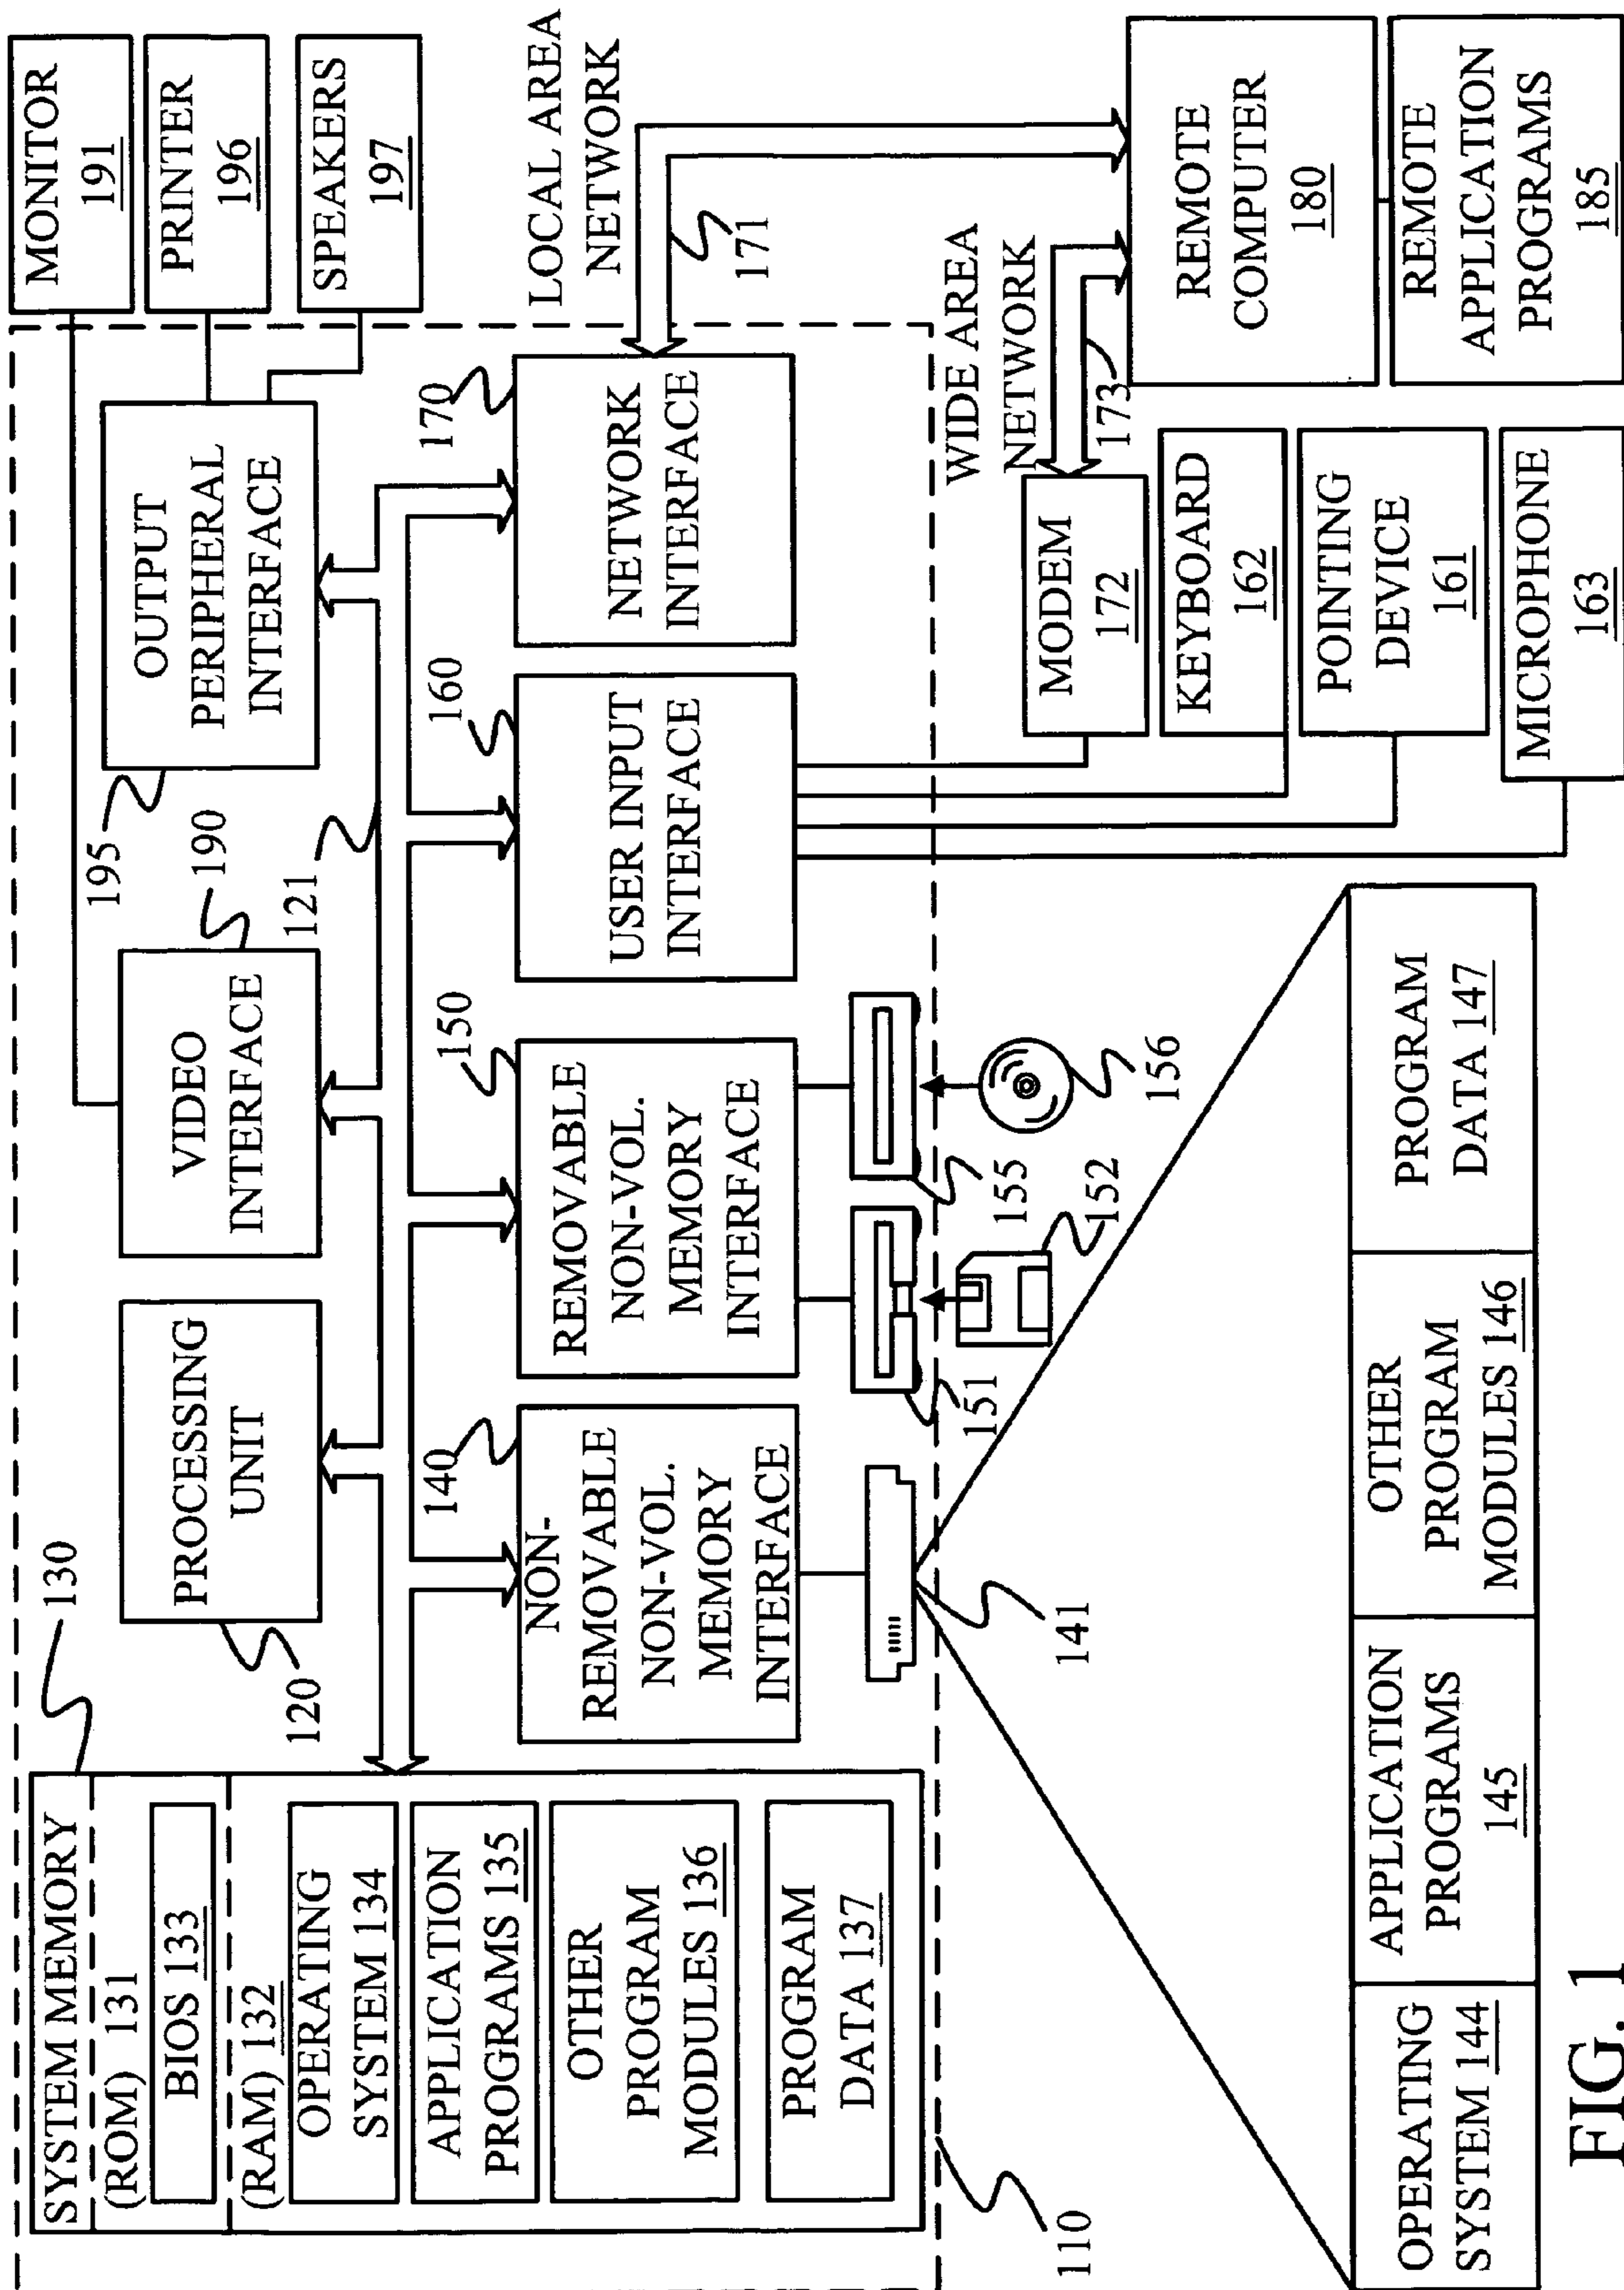 SYSTEM MEMORY
(ROM) 131
BIOS 133
(RAM) 132
OPERATING
SYSTEM 134
APPLICATION
PROGRAMS 135
OTHER
PROGRAM
MODULES 136
PROGRAM
DATA 137
130
120
PROCESSING
UNIT
VIDEO
INTERFACE
190
195
121
OUTPUT
PERIPHERAL
INTERFACE
MONITOR
191
PRINTER
196
SPEAKERS
197
140
NON-
REMOVABLE
NON-VOL.
MEMORY
INTERFACE
150
REMOVABLE
NON-VOL.
MEMORY
INTERFACE
160
USER INPUT
INTERFACE
170
NETWORK
INTERFACE
LOCAL AREA
NETWORK
171
110
141
151
152
155
156
WIDE AREA
NETWORK
173
MODEM
172
KEYBOARD
162
POINTING
DEVICE
161
MICROPHONE
163
REMOTE
COMPUTER
180
REMOTE
APPLICATION
PROGRAMS
185
OPERATING
SYSTEM 144
APPLICATION
PROGRAMS
145
OTHER
PROGRAM
MODULES 146
PROGRAM
DATA 147
FIG. 1